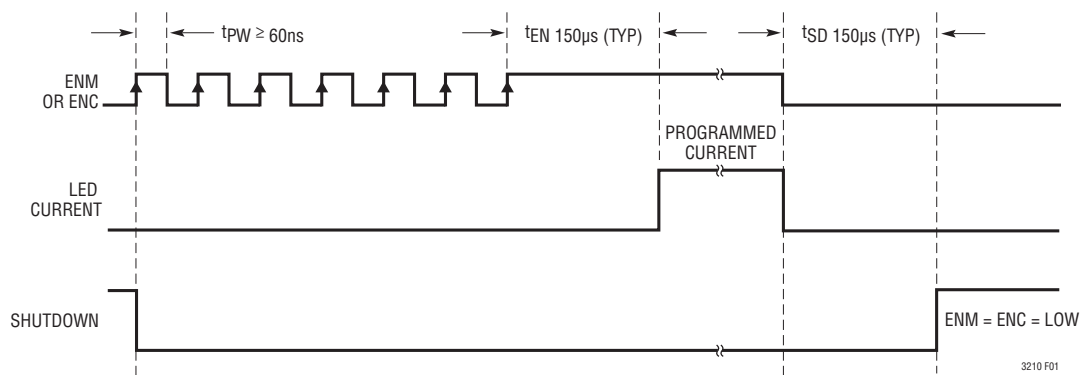 tPW ≥ 60ns
tEN 150µs (TYP)
tSD 150µs (TYP)
ENM
OR ENC
PROGRAMMED
CURRENT
LED
CURRENT
SHUTDOWN
ENM = ENC = LOW
3210 F01